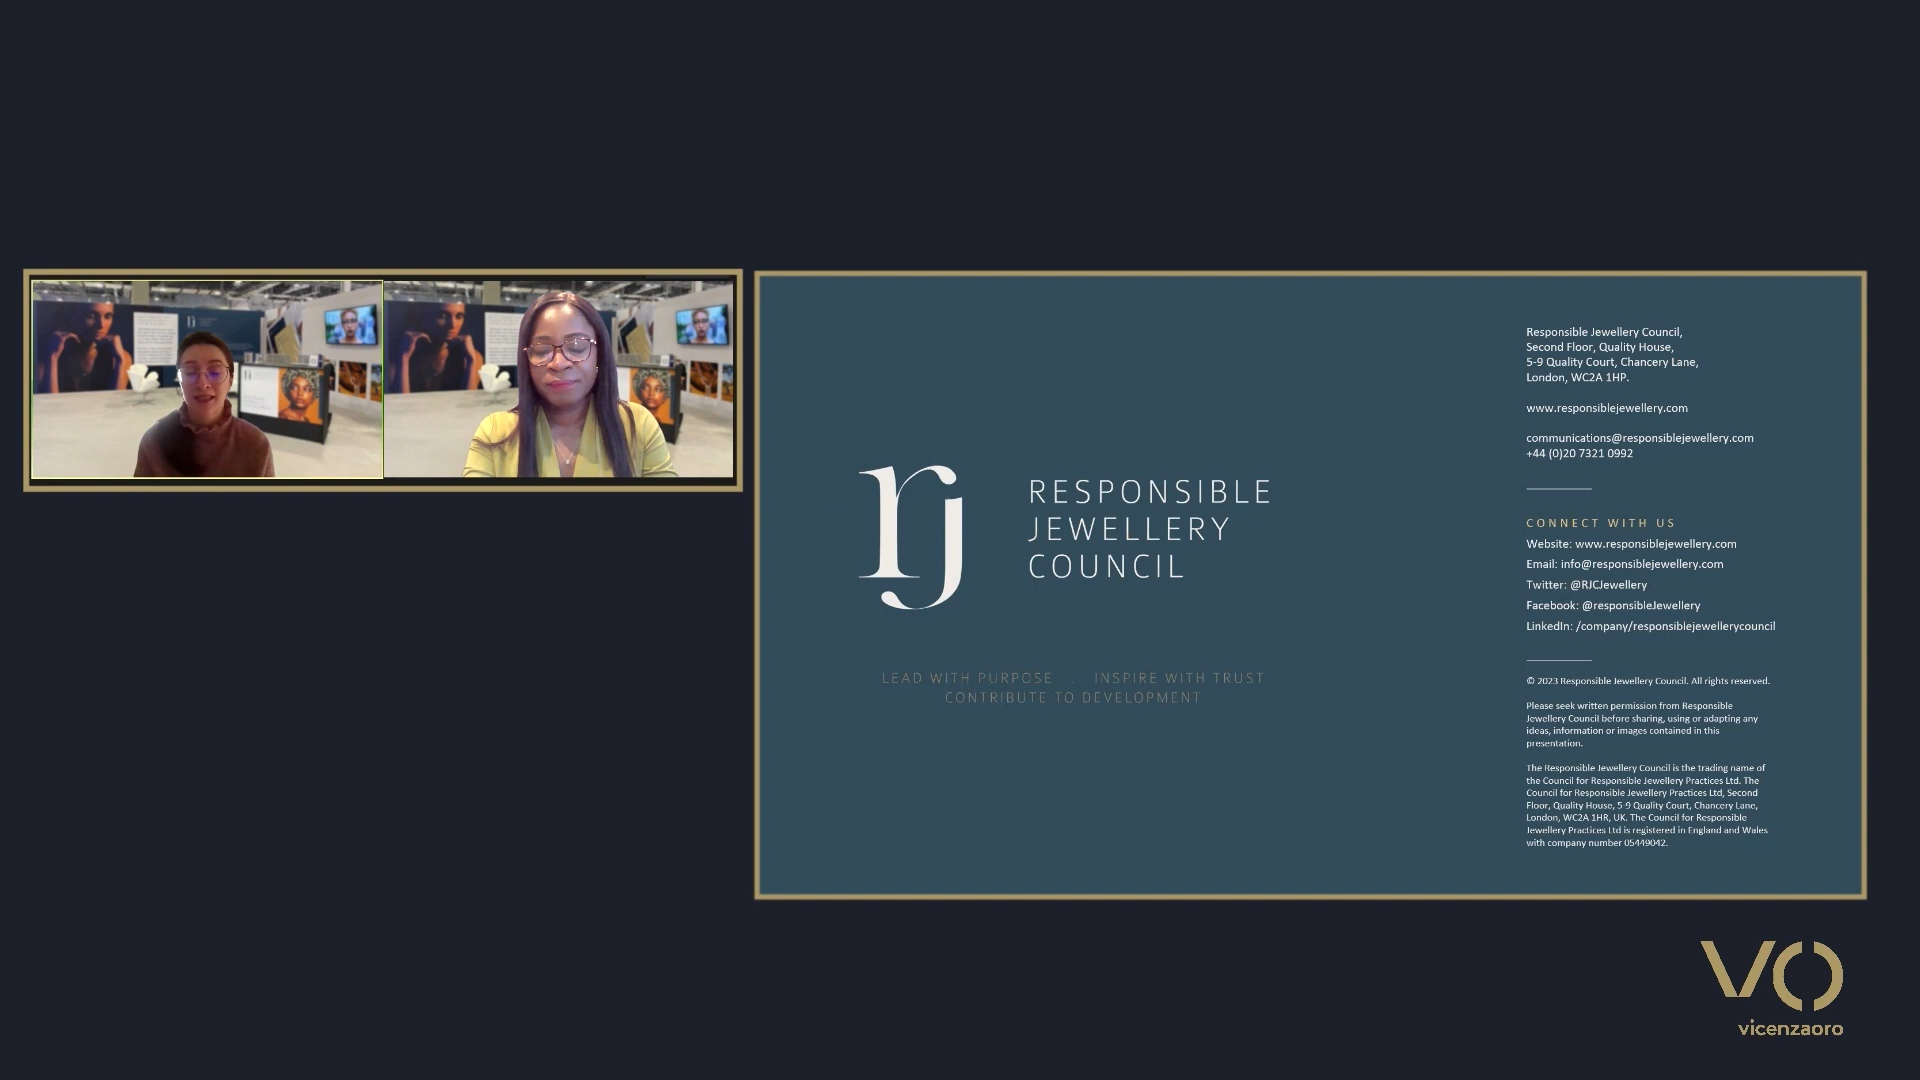 rj
RESPONSIBLE
JEWELLERY
COUNCIL
LEAD WITH PURPOSE . INSPIRE WITH TRUST
CONTRIBUTE TO DEVELOPMENT
Responsible Jewellery Council,
Second Floor, Quality House,
5-9 Quality Court, Chancery Lane,
London, WC2A 1HP.
www.responsiblejewellery.com
communications@responsiblejewellery.com
+44 (0)20 7321 0992
CONNECT WITH US
Website: www.responsiblejewellery.com
Email: info@responsiblejewellery.com
Twitter: @RJCJewellery
Facebook: @responsibleJewellery
LinkedIn: /company/responsiblejewellerycouncil
© 2023 Responsible Jewellery Council. All rights reserved.
Please seek written permission from Responsible
Jewellery Council before sharing, using or adapting any
ideas, information or images contained in this
presentation.
The Responsible Jewellery Council is the trading name of
the Council for Responsible Jewellery Practices Ltd. The
Council for Responsible Jewellery Practices Ltd, Second
Floor, Quality House, 5-9 Quality Court, Chancery Lane,
London, WC2A 1HR, UK. The Council for Responsible
Jewellery Practices Ltd is registered in England and Wales
with company number 05449042.
VO
vicenzaoro